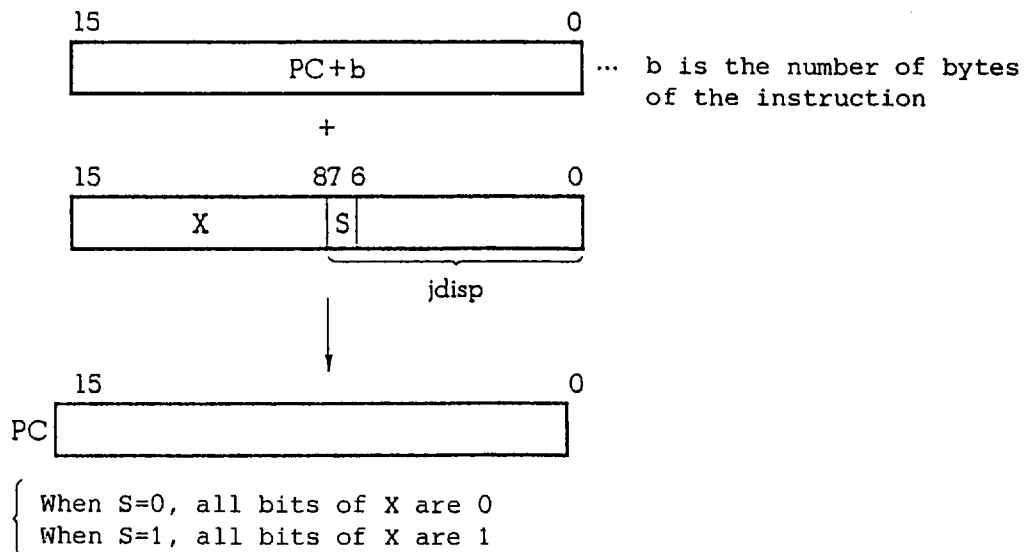 15 0
PC+b ··· b is the number of bytes
of the instruction
+
15 87 6 0
X S
jdisp
15 0
PC
When S=0, all bits of X are 0
When S=1, all bits of X are 1